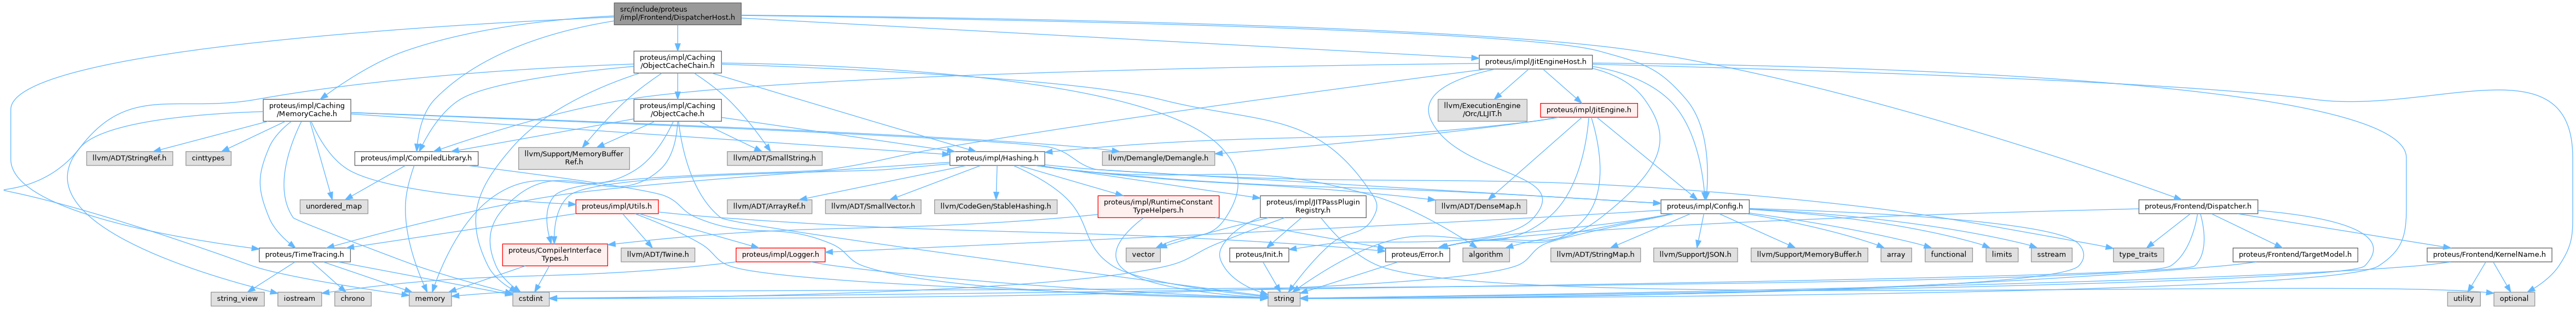 src/include/proteus
/impl/Frontend/DispatcherHost.h
proteus/impl/Caching
/ObjectCacheChain.h
proteus/impl/JitEngineHost.h
proteus/impl/Caching
/MemoryCache.h
proteus/impl/Caching
/ObjectCache.h
llvm/ExecutionEngine
/Orc/LLJIT.h
proteus/impl/JitEngine.h
llvm/ADT/StringRef.h
cinttypes
proteus/impl/CompiledLibrary.h
llvm/Support/MemoryBuffer
Ref.h
llvm/ADT/SmallString.h
proteus/impl/Hashing.h
llvm/Demangle/Demangle.h
unordered_map
proteus/impl/Utils.h
llvm/ADT/ArrayRef.h
llvm/ADT/SmallVector.h
llvm/CodeGen/StableHashing.h
proteus/impl/RuntimeConstant
TypeHelpers.h
proteus/impl/JITPassPlugin
Registry.h
llvm/ADT/DenseMap.h
proteus/impl/Config.h
proteus/Frontend/Dispatcher.h
proteus/TimeTracing.h
proteus/CompilerInterface
Types.h
llvm/ADT/Twine.h
proteus/impl/Logger.h
vector
proteus/Init.h
proteus/Error.h
algorithm
llvm/ADT/StringMap.h
llvm/Support/JSON.h
llvm/Support/MemoryBuffer.h
array
functional
limits
sstream
type_traits
proteus/Frontend/TargetModel.h
proteus/Frontend/KernelName.h
string_view
iostream
chrono
memory
cstdint
string
utility
optional